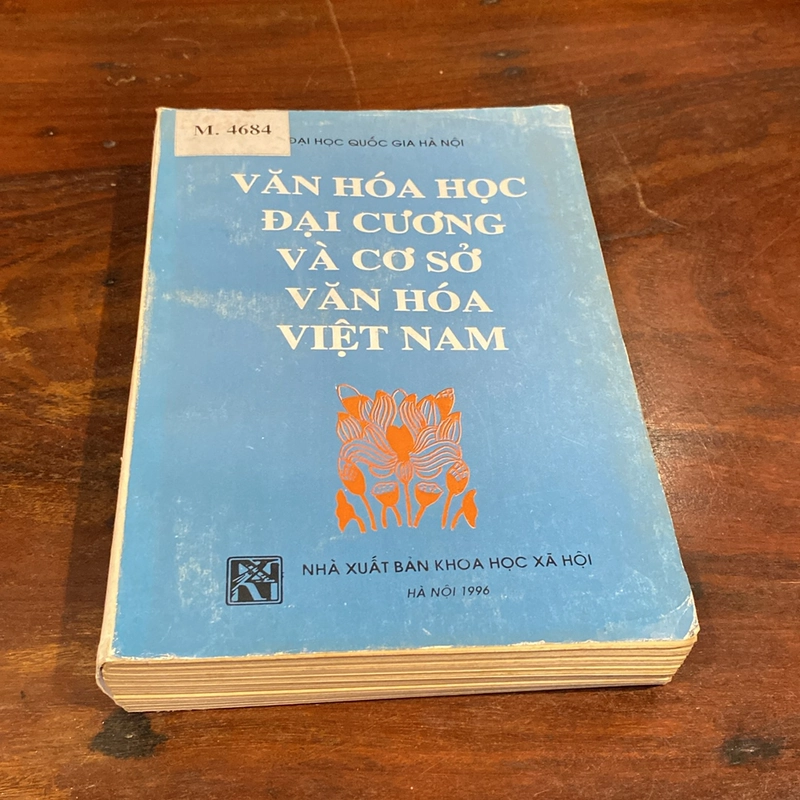 M. 4684
ĐẠI HỌC QUỐC GIA HÀ NỘI
VĂN HÓA HỌC
ĐẠI CƯƠNG
VÀ CƠ SỞ
VĂN HÓA
VIỆT NAM
NHÀ XUẤT BẢN KHOA HỌC XÃ HỘI
HÀ NỘI 1996